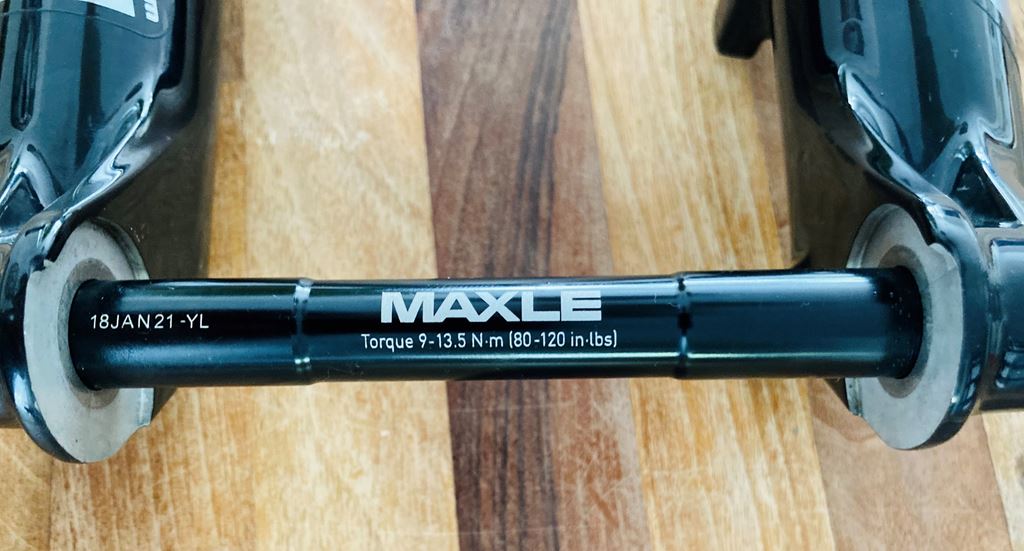 18JAN21-YL
MAXLE
Torque 9-13.5 N·m (80-120 in·lbs)